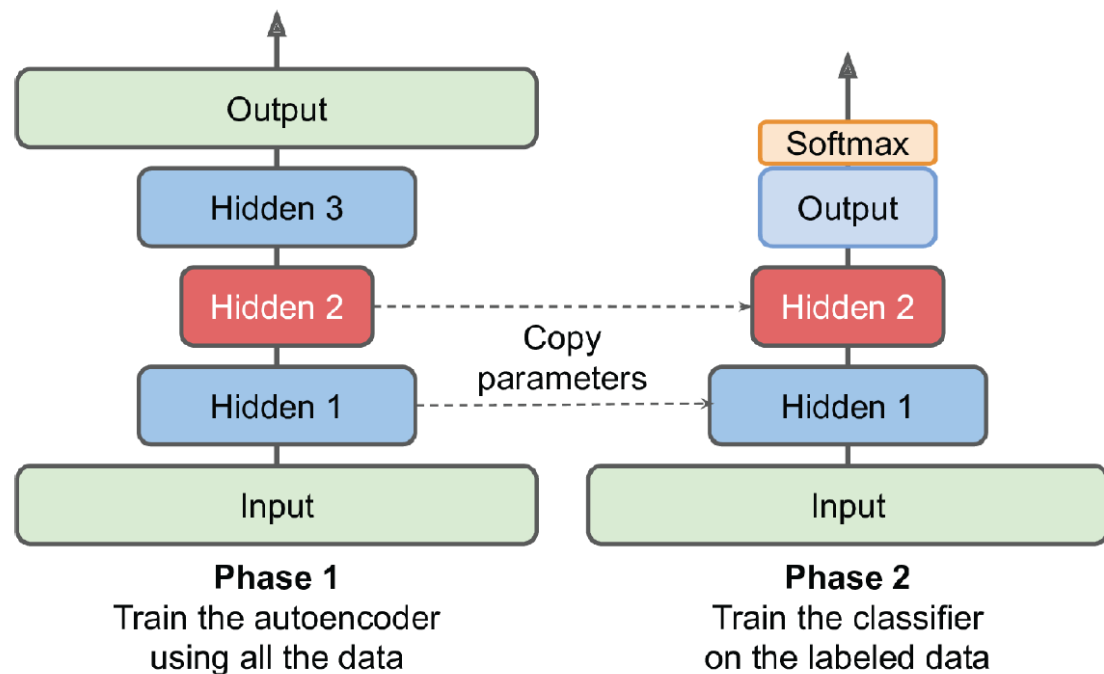 Output
Hidden 3
Hidden 2
Hidden 1
Input
Phase 1
Train the autoencoder
using all the data
Copy
parameters
Softmax
Output
Hidden 2
Hidden 1
Input
Phase 2
Train the classifier
on the labeled data